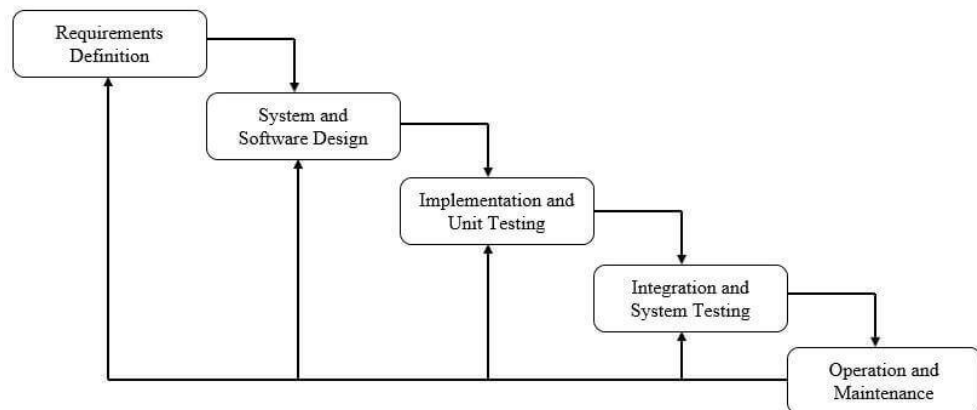 Requirements
Definition
System and
Software Design
Implementation and
Unit Testing
Integration and
System Testing
Operation and
Maintenance